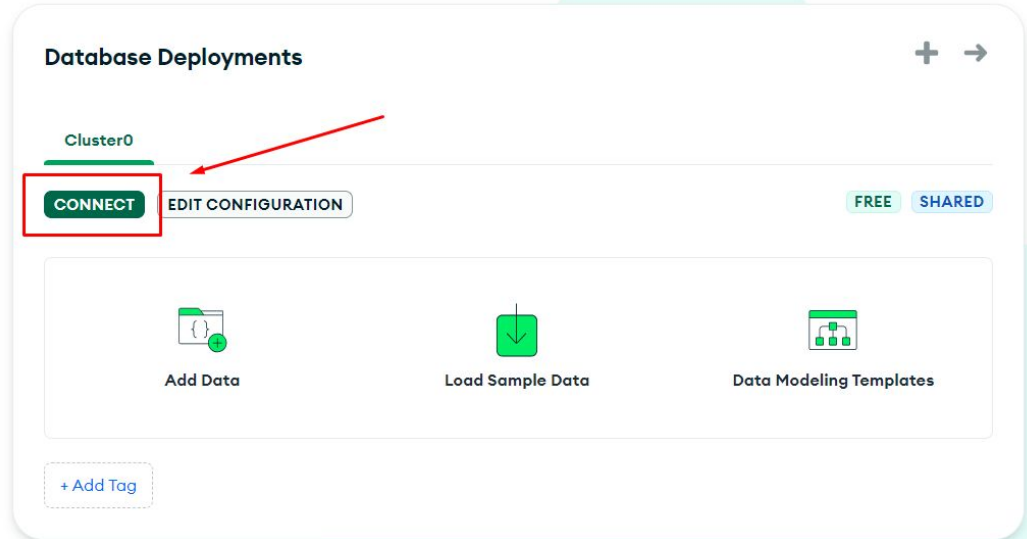 Database Deployments
Cluster0
CONNECT EDIT CONFIGURATION FREE SHARED
{ }
Add Data Load Sample Data Data Modeling Templates
+ Add Tag